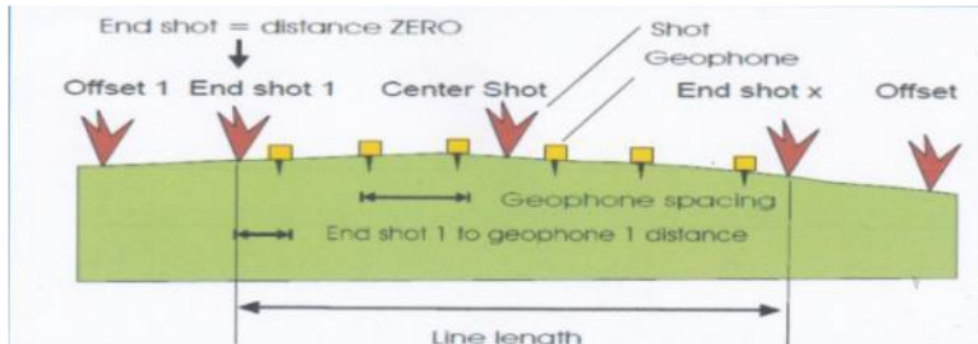 End shot = distance ZERO
Shot
Geophone
Offset 1 End shot 1 Center Shot End shot x Offset
Geophone spacing
End shot 1 to geophone 1 distance
Line length